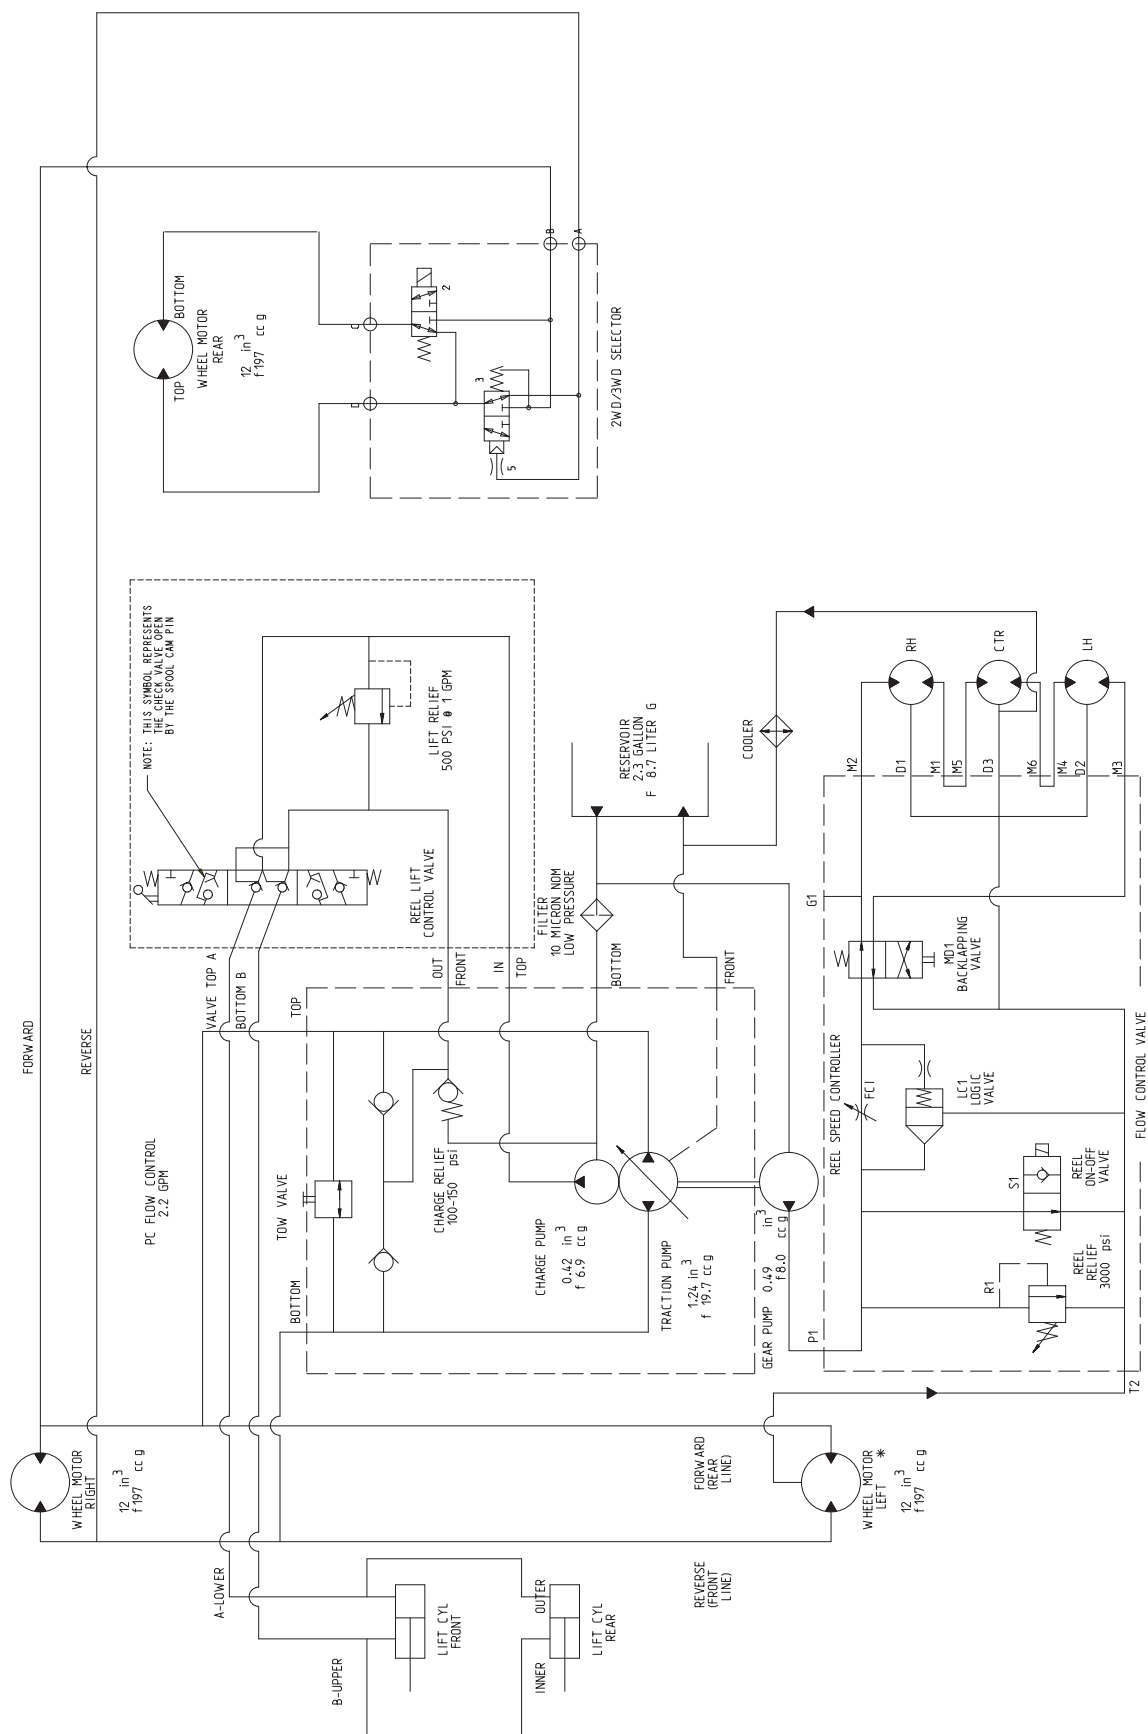 FORWARD
REVERSE
WHEEL MOTOR
RIGHT
12 in3
f197 cc g
A-LOWER
B-UPPER
LIFT CYL
FRONT
OUTER
INNER
LIFT CYL
REAR
REVERSE
(FRONT
LINE)
FORWARD
(REAR
LINE)
WHEEL MOTOR *
LEFT
12 in3
f197 cc g
PC FLOW CONTROL
2.2 GPM
VALVE TOP A
BOTTOM B
TOP
BOTTOM
TOW VALVE
CHARGE RELIEF
100-150 psi
CHARGE PUMP
0.42 in3
f 6.9 cc g
TRACTION PUMP
1.24 in3
f 19.7 cc g
GEAR PUMP 0.49 in3
f8.0 cc g
OUT
FRONT
IN
TOP
BOTTOM
FRONT
NOTE: THIS SYMBOL REPRESENTS
THE CHECK VALVE OPEN
BY THE SPOOL CAM PIN
REEL LIFT
CONTROL VALVE
LIFT RELIEF
500 PSI @ 1 GPM
FILTER
10 MICRON NOM
LOW PRESSURE
RESERVOIR
2.3 GALLON
F 8.7 LITER G
COOLER
TOP
BOTTOM
WHEEL MOTOR
REAR
12 in3
f197 cc g
D
D
2
3
5
B
A
2WD/3WD SELECTOR
P1
T2
R1
REEL
RELIEF
3000 psi
S1
REEL
ON-OFF
VALVE
REEL SPEED CONTROLLER
FC1
LC1
LOGIC
VALVE
MD1
BACKLAPPING
VALVE
G1
FLOW CONTROL VALVE
M2
D1
M1
M5
D3
M6
M4
D2
M3
RH
CTR
LH